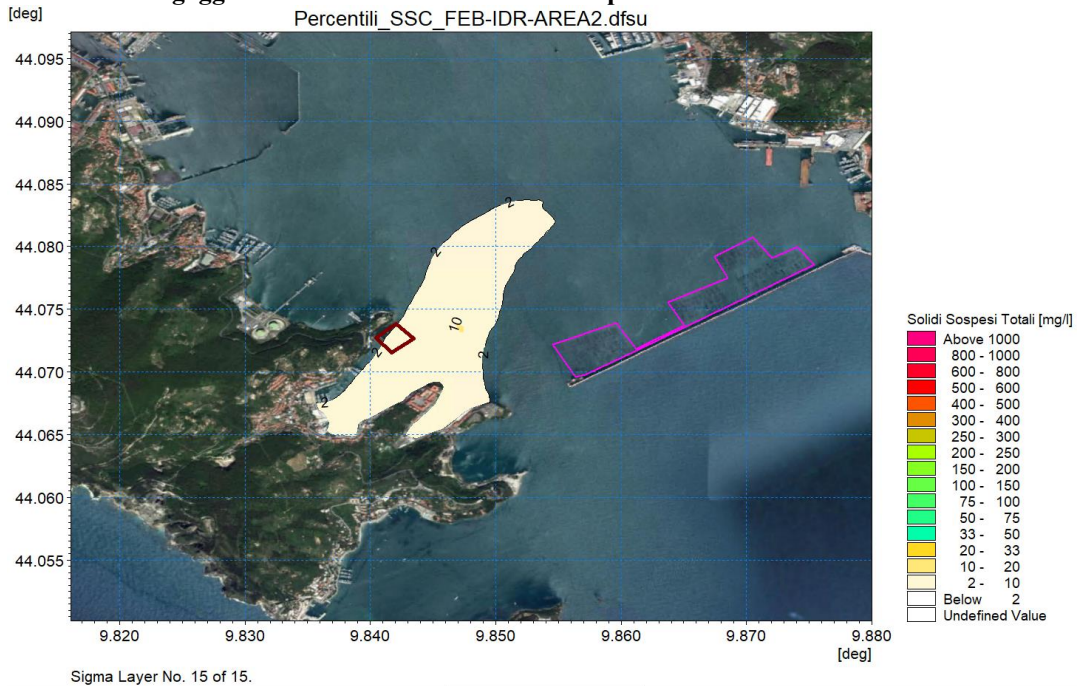 [deg]
Percentili_SSC_FEB-IDR-AREA2.dfsu
44.095
44.090
44.085
44.080
44.075
44.070
44.065
44.060
44.055
2
2
10
2
2
2
9.820 9.830 9.840 9.850 9.860 9.870 9.880
[deg]
Solidi Sospesi Totali [mg/l]
Above 1000
800 - 1000
600 - 800
500 - 600
400 - 500
300 - 400
250 - 300
200 - 250
150 - 200
100 - 150
75 - 100
50 - 75
33 - 50
20 - 33
10 - 20
2 - 10
Below 2
Undefined Value
Sigma Layer No. 15 of 15.